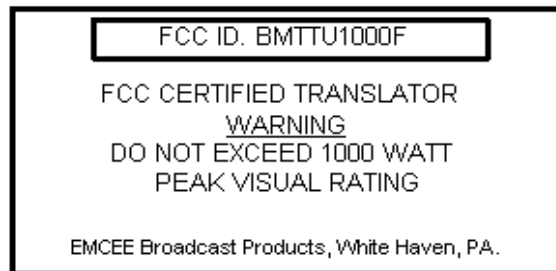 FCC ID. BMTTU1000F
FCC CERTIFIED TRANSLATOR
WARNING
DO NOT EXCEED 1000 WATT
PEAK VISUAL RATING
EMCEE Broadcast Products, White Haven, PA.